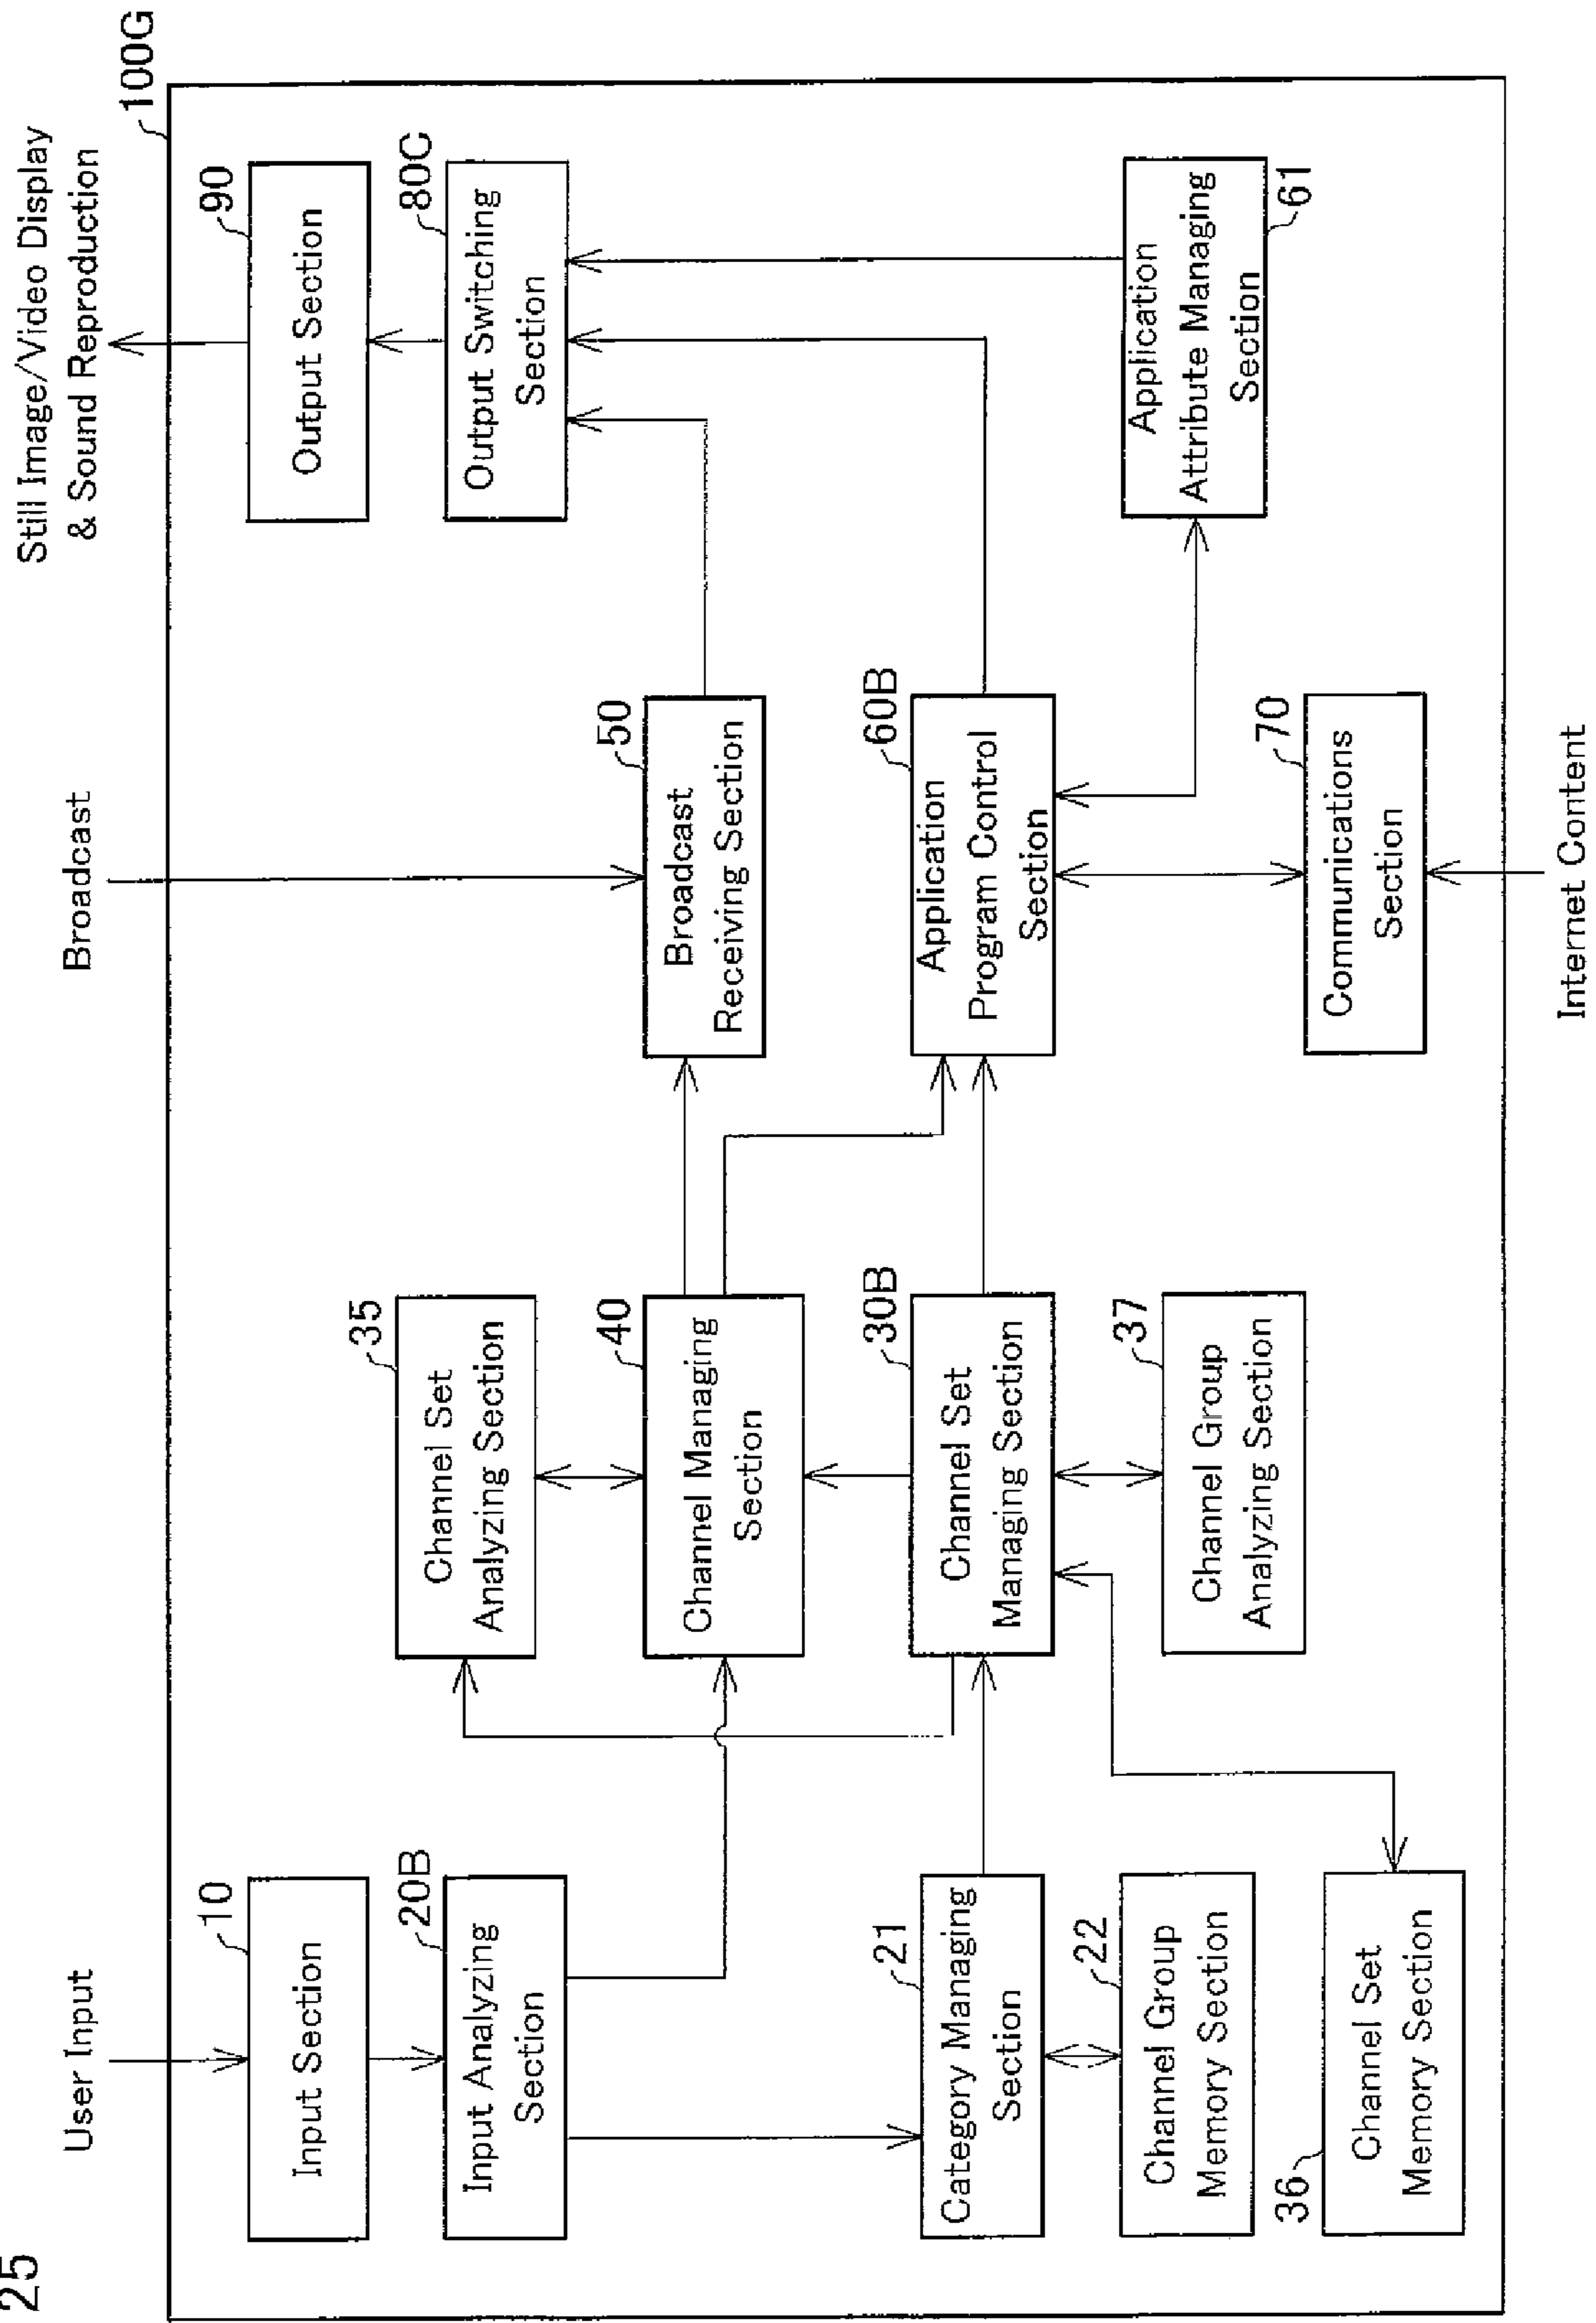 25
100G
User Input
Broadcast
Still Image/Video Display
& Sound Reproduction
10
Input Section
20B
Input Analyzing
Section
21
Category Managing
Section
22
Channel Group
Memory Section
36
Channel Set
Memory Section
35
Channel Set
Analyzing Section
40
Channel Managing
Section
30B
Channel Set
Managing Section
37
Channel Group
Analyzing Section
50
Broadcast
Receiving Section
60B
Application
Program Control
Section
70
Communications
Section
Internet Content
90
Output Section
80C
Output Switching
Section
Application
Attribute Managing
Section
61